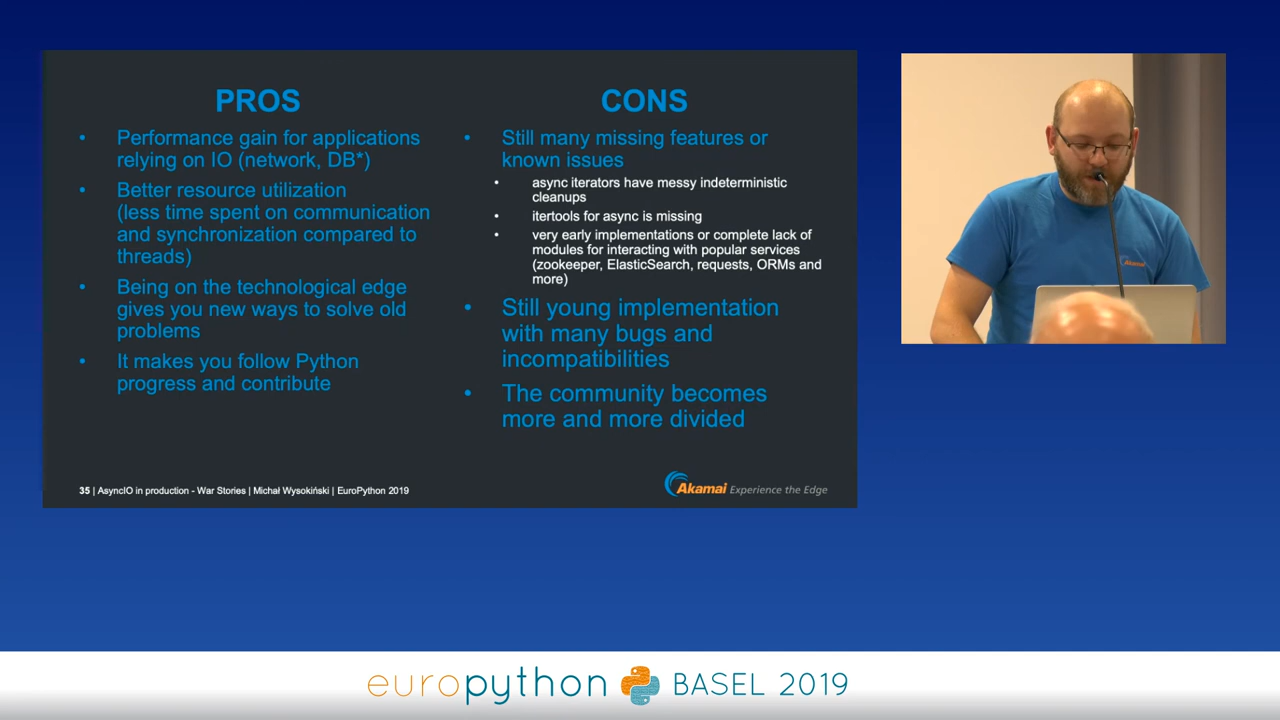 PROS
• Performance gain for applications
relying on IO (network, DB*)
• Better resource utilization
(less time spent on communication
and synchronization compared to
threads)
• Being on the technological edge
gives you new ways to solve old
problems
• It makes you follow Python
progress and contribute
CONS
• Still many missing features or
known issues
• async iterators have messy indeterministic
cleanups
• itertools for async is missing
• very early implementations or complete lack of
modules for interacting with popular services
(zookeeper, ElasticSearch, requests, ORMs and
more)
• Still young implementation
with many bugs and
incompatibilities
• The community becomes
more and more divided
35 | AsyncIO in production - War Stories | Michał Wysokiński | EuroPython 2019
Akamai Experience the Edge
Akamai
europython BASEL 2019